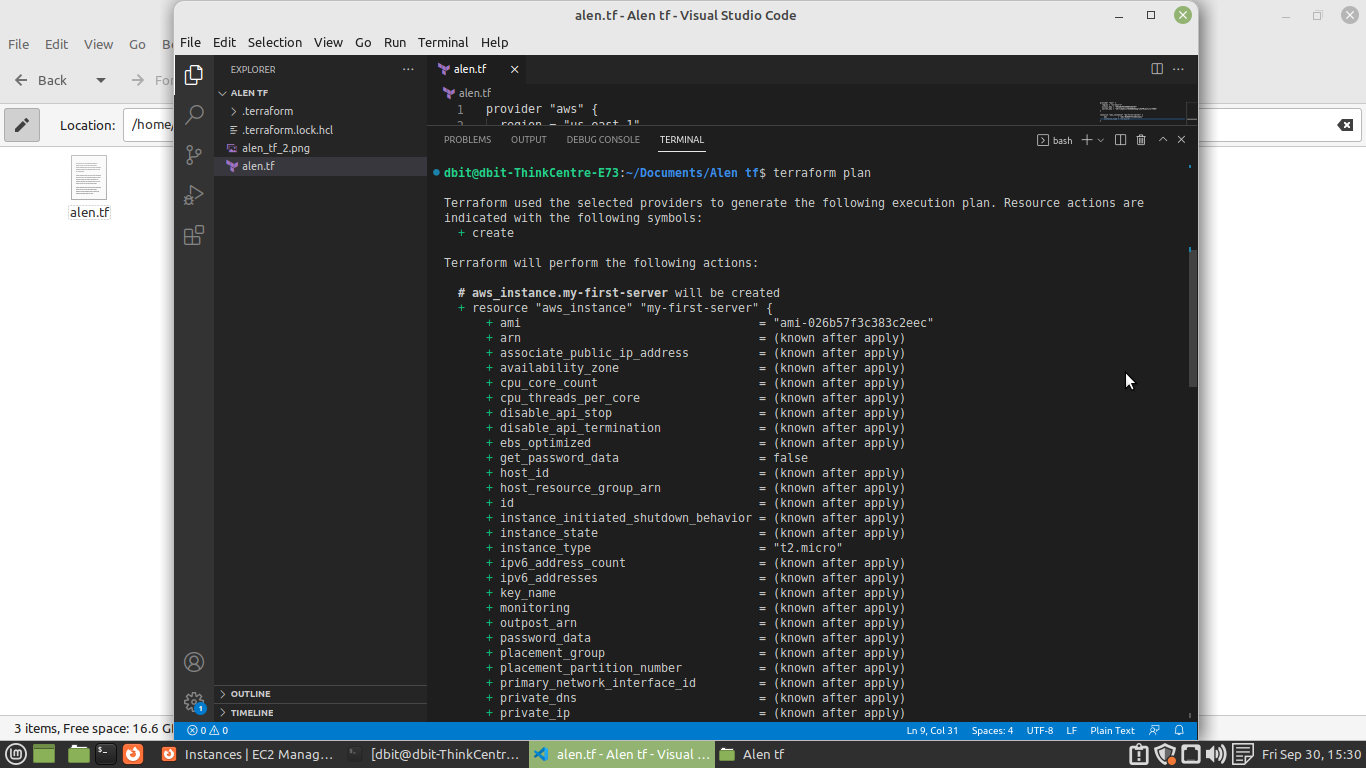 alen.tf - Alen tf - Visual Studio Code
File Edit View Go
File Edit Selection View Go Run Terminal Help
Back
Location: /home/
alen.tf
3 items, Free space: 16.6 G
EXPLORER
ALEN TF
.terraform
.terraform.lock.hcl
alen_tf_2.png
alen.tf
OUTLINE
TIMELINE
alen.tf
alen.tf
1 provider "aws" {
PROBLEMS OUTPUT DEBUG CONSOLE TERMINAL
bash
dbit@dbit-ThinkCentre-E73:~/Documents/Alen tf$ terraform plan
Terraform used the selected providers to generate the following execution plan. Resource actions are
indicated with the following symbols:
+ create
Terraform will perform the following actions:
# aws_instance.my-first-server will be created
+ resource "aws_instance" "my-first-server" {
+ ami = "ami-026b57f3c383c2eec"
+ arn = (known after apply)
+ associate_public_ip_address = (known after apply)
+ availability_zone = (known after apply)
+ cpu_core_count = (known after apply)
+ cpu_threads_per_core = (known after apply)
+ disable_api_stop = (known after apply)
+ disable_api_termination = (known after apply)
+ ebs_optimized = (known after apply)
+ get_password_data = false
+ host_id = (known after apply)
+ host_resource_group_arn = (known after apply)
+ id = (known after apply)
+ instance_initiated_shutdown_behavior = (known after apply)
+ instance_state = (known after apply)
+ instance_type = "t2.micro"
+ ipv6_address_count = (known after apply)
+ ipv6_addresses = (known after apply)
+ key_name = (known after apply)
+ monitoring = (known after apply)
+ outpost_arn = (known after apply)
+ password_data = (known after apply)
+ placement_group = (known after apply)
+ placement_partition_number = (known after apply)
+ primary_network_interface_id = (known after apply)
+ private_dns = (known after apply)
+ private_ip = (known after apply)
1
0 0 Ln 9, Col 31 Spaces: 4 UTF-8 LF Plain Text
Instances | EC2 Manag... [dbit@dbit-ThinkCentr... alen.tf - Alen tf - Visual ... Alen tf Fri Sep 30, 15:30